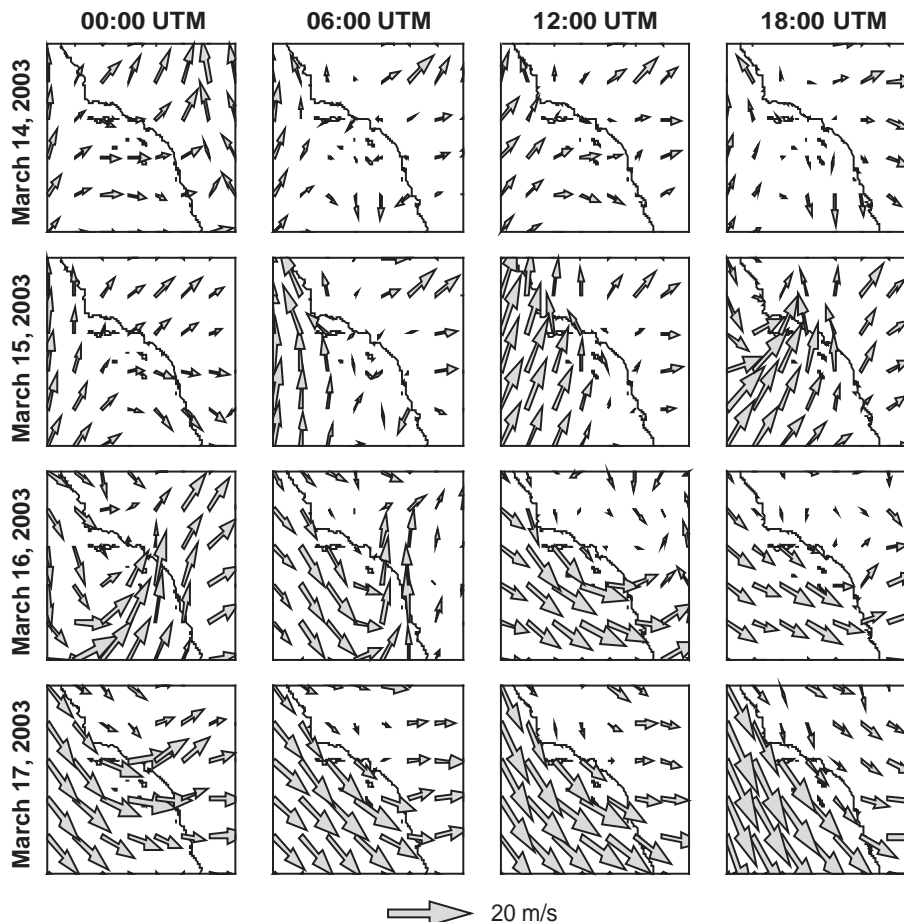 00:00 UTM 06:00 UTM 12:00 UTM 18:00 UTM
March 14, 2003
March 15, 2003
March 16, 2003
March 17, 2003
20 m/s